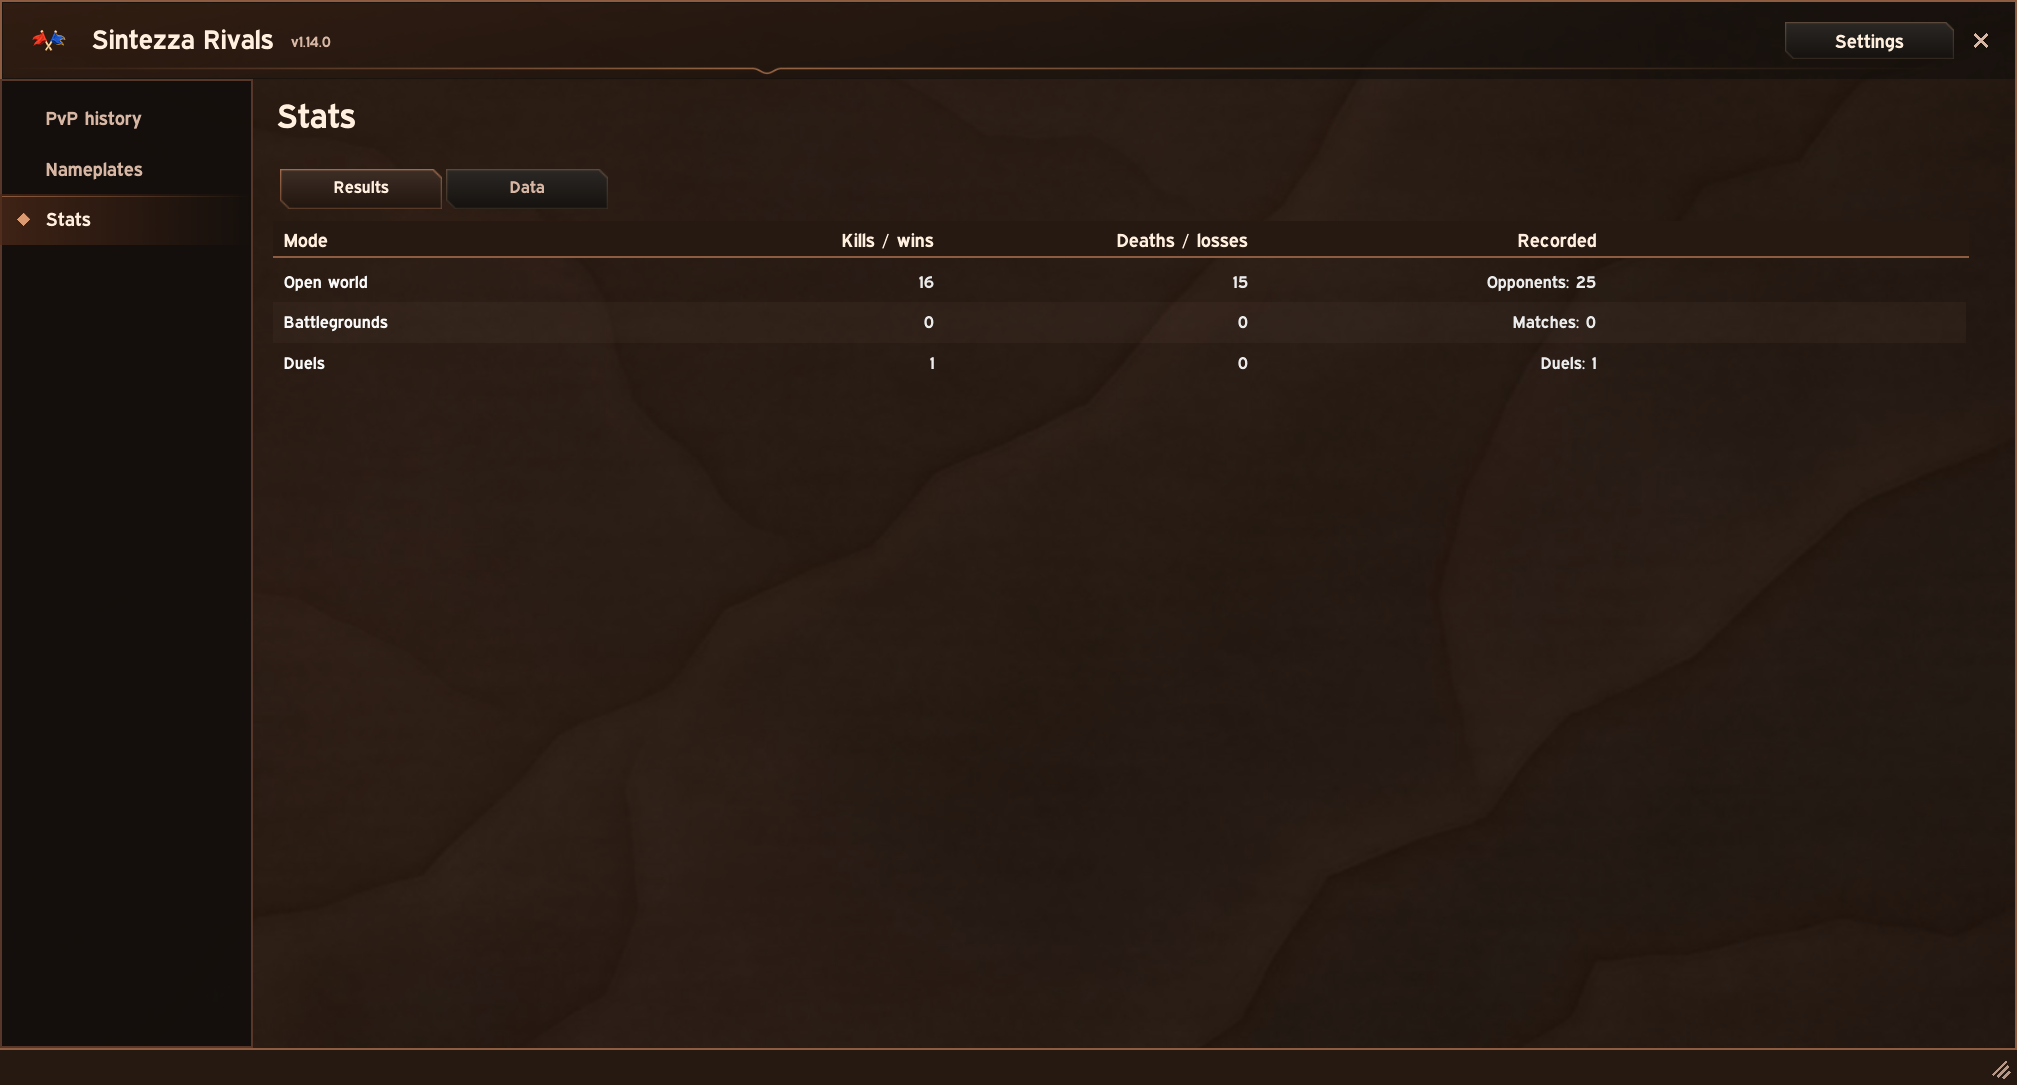 Sintezza Rivals v1.14.0 Settings
PvP history
Nameplates
Stats
Stats
Results Data
Mode Kills / wins Deaths / losses Recorded
Open world 16 15 Opponents: 25
Battlegrounds 0 0 Matches: 0
Duels 1 0 Duels: 1